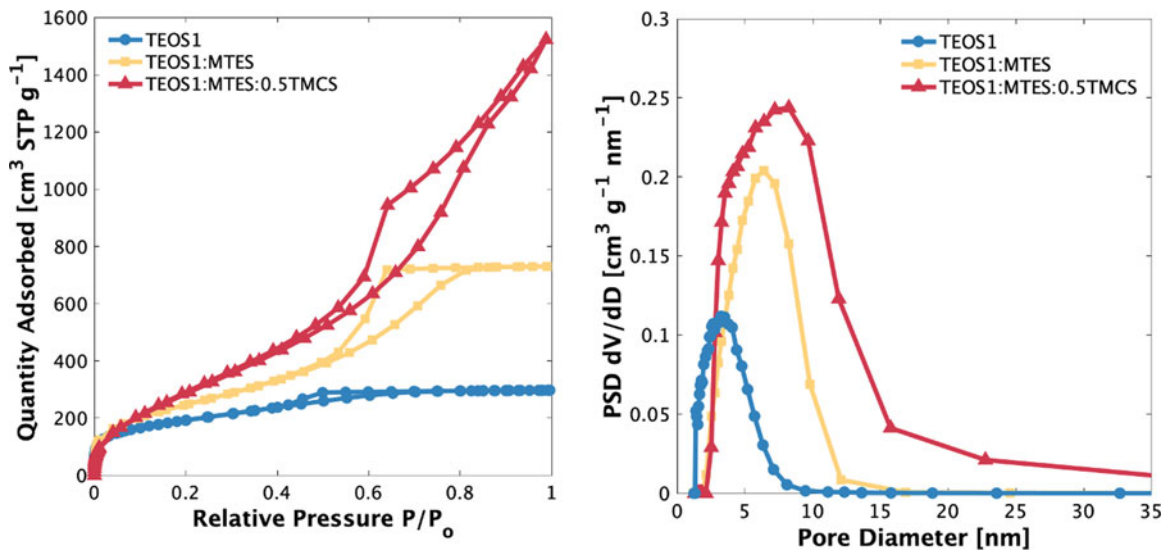 1600
1400
1200
1000
800
600
400
200
0
Quantity Adsorbed [cm³ STP g⁻¹]
TEOS1
TEOS1:MTES
TEOS1:MTES:0.5TMCS
0 0.2 0.4 0.6 0.8 1
Relative Pressure P/Pₒ
0.3
0.25
0.2
0.15
0.1
0.05
0
PSD dV/dD [cm³ g⁻¹ nm⁻¹]
TEOS1
TEOS1:MTES
TEOS1:MTES:0.5TMCS
0 5 10 15 20 25 30 35
Pore Diameter [nm]